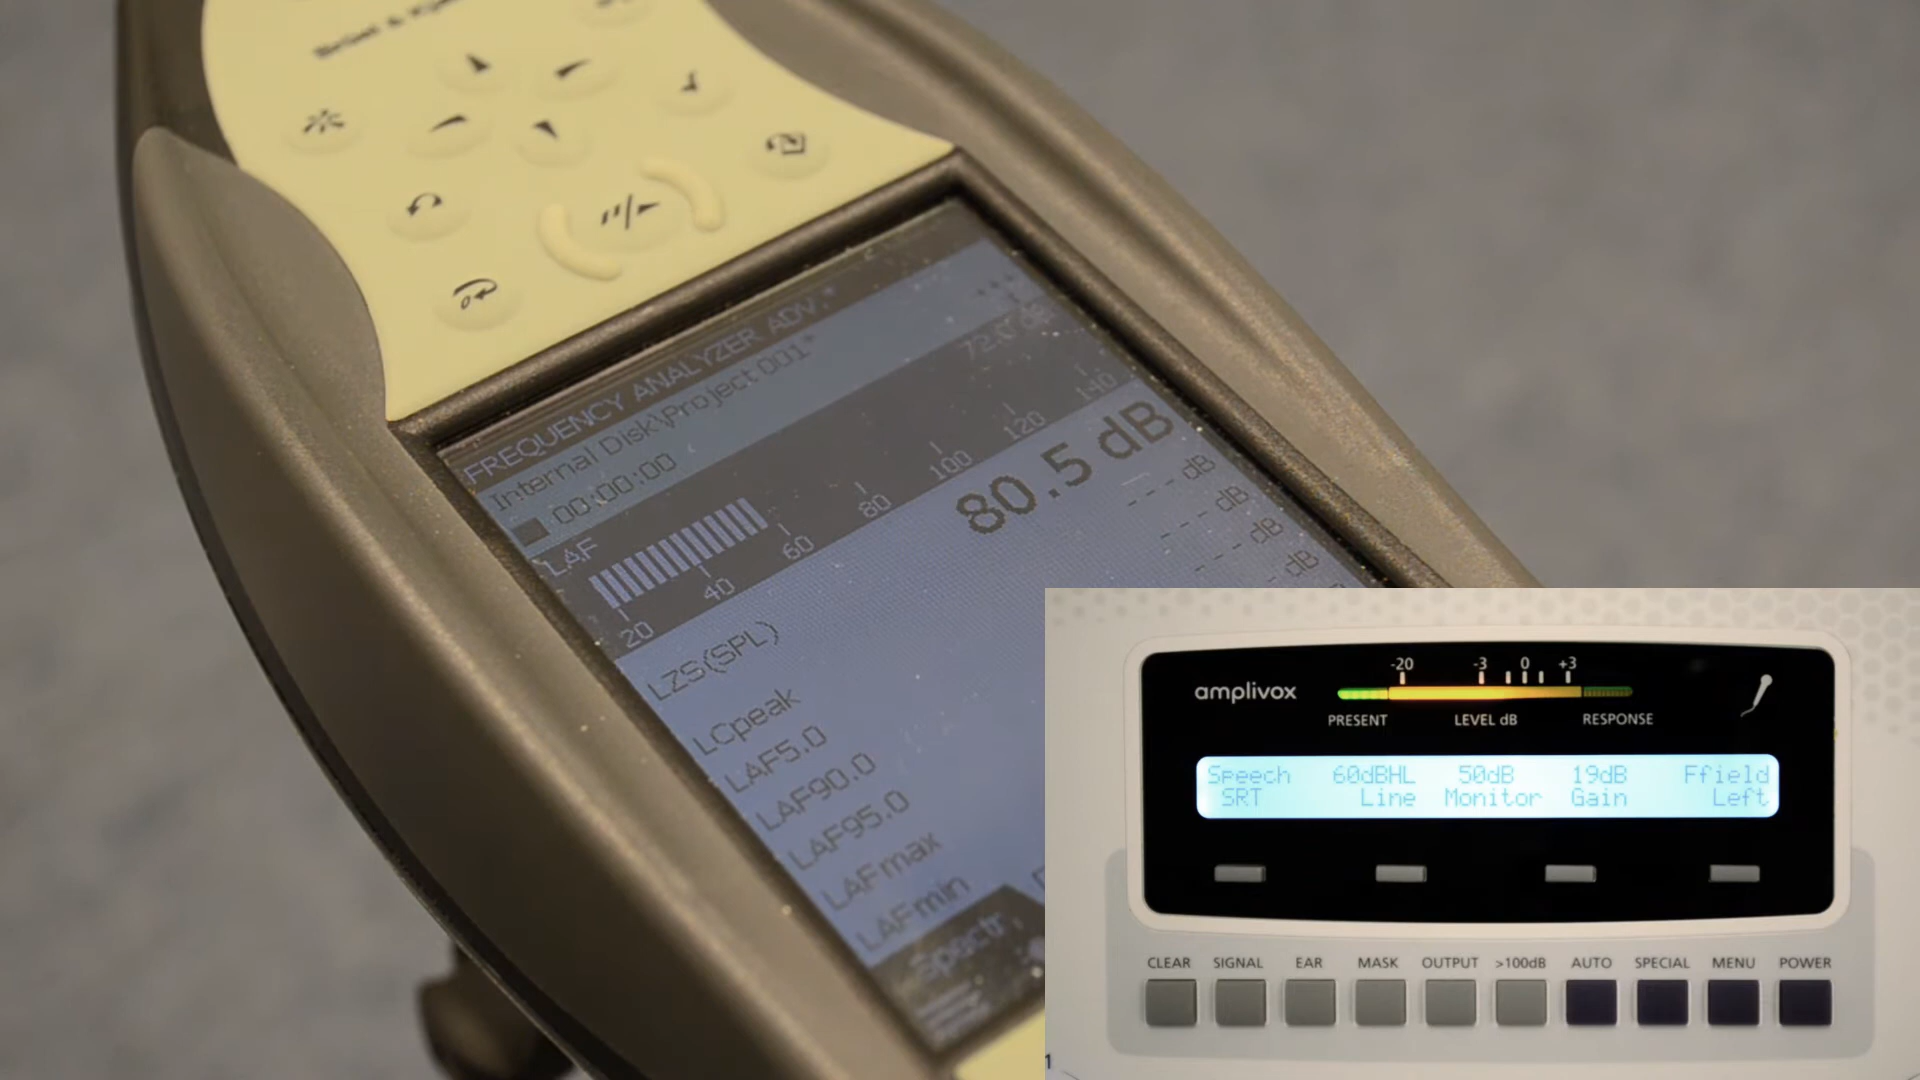 FREQUENCY ANALYZER ADV.*
Internal Disk\Project 001*
00:00:00
LAF
20 40 60 80 100 120 140
LZS(SPL) 80.5 dB
LCpeak ---.- dB
LAF5.0 ---.- dB
LAF90.0 ---.- dB
LAF95.0 ---.- dB
LAFmax
LAFmin
Spectr.
amplivox
-20 -3 0 +3
PRESENT LEVEL dB RESPONSE
Speech 60dBHL 50dB 19dB Ffield
SRT Line Monitor Gain Left
CLEAR SIGNAL EAR MASK OUTPUT >100dB AUTO SPECIAL MENU POWER
1